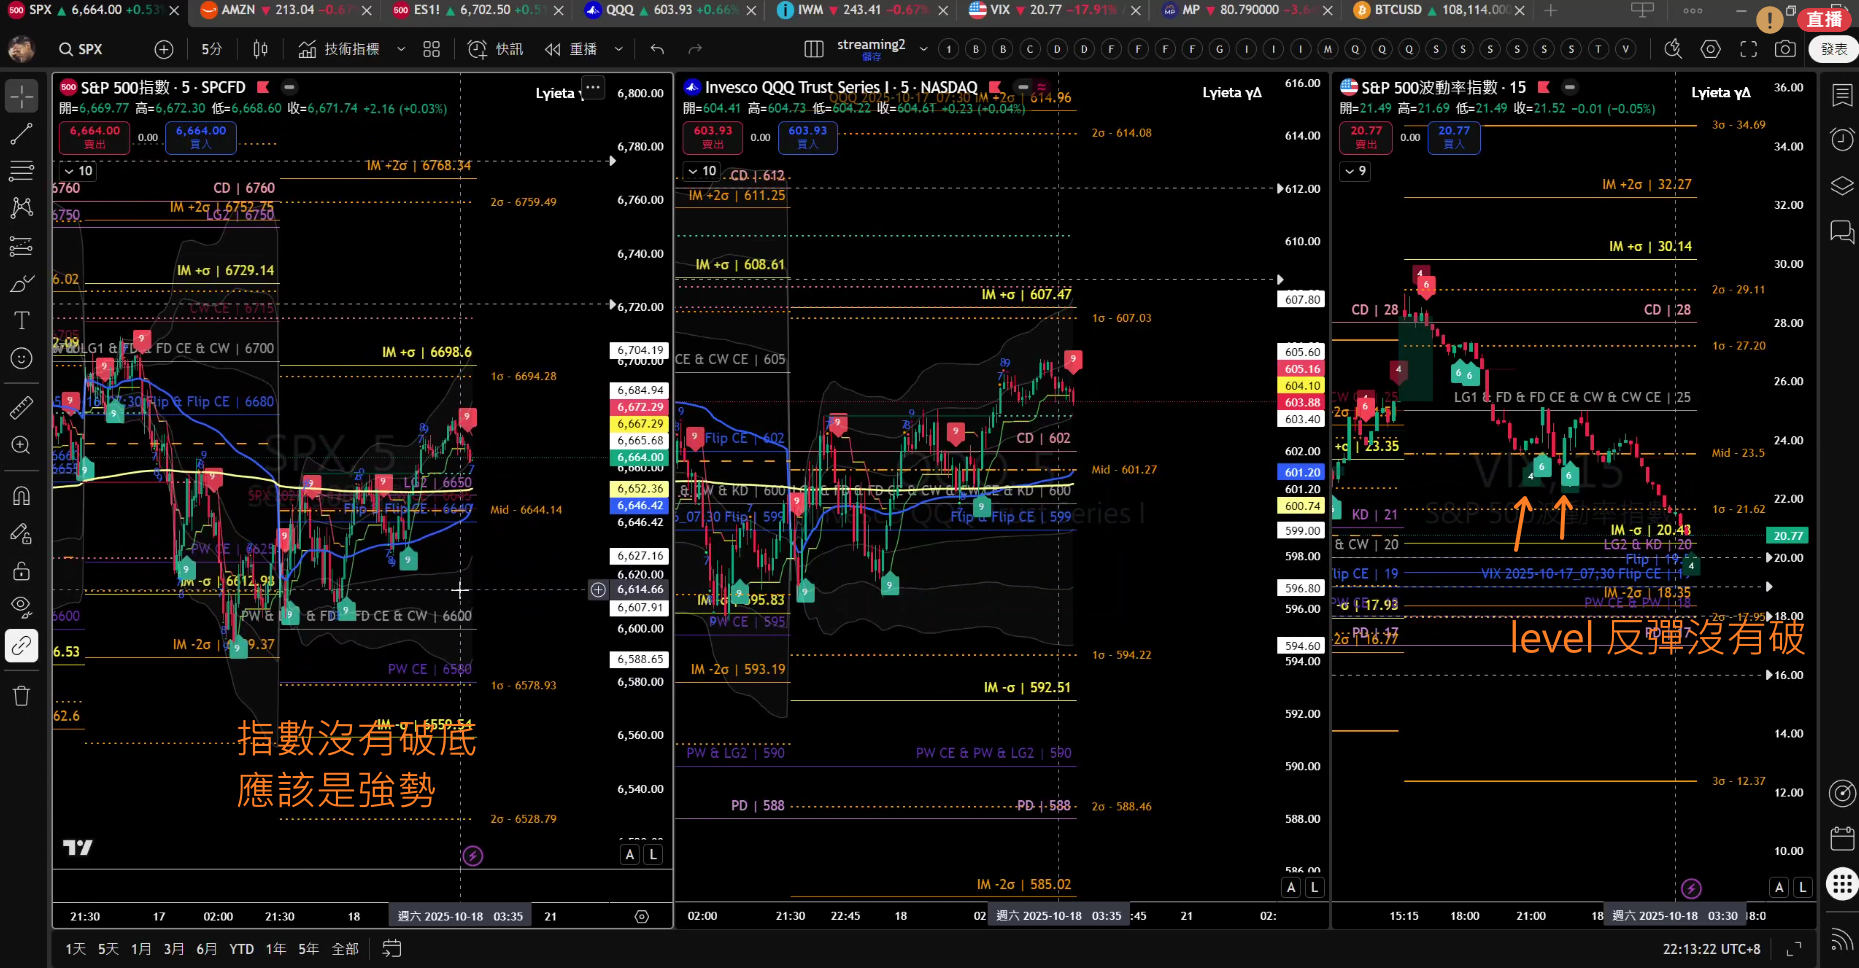 SPX ▲ 6,664.00 +0.53
AMZN ▼ 213.04 -0.67
ES1! ▲ 6,702.50 +0.5
QQQ ▲ 603.93 +0.66%
IWM ▼ 243.41 -0.67%
VIX ▼ 20.77 -17.91%
MP ▼ 80.790000 -3.6
BTCUSD ▲ 108,114.00
直播
SPX
5分
技術指標
快訊
重播
streaming2
儲存
1 B B C D D F F F F G I I I M Q Q Q S S S S S S T V
發表
S&P 500指數 · 5 · SPCFD
開=6,669.77 高=6,672.30 低=6,668.60 收=6,671.74 +2.16 (+0.03%)
6,664.00
賣出
0.00
6,664.00
買入
10
Lyieta
IM +2σ | 6768.34
6760
CD | 6760
2σ - 6759.49
IM +2σ | 6752.75
LG2 | 6750
IM +σ | 6729.14
CW CE | 6715
LG1 & FD & FD CE & CW | 6700
IM +σ | 6698.6
1σ - 6694.28
Flip & Flip CE | 6680
LG2 | 6650
Mid - 6644.14
PW CE | 6625
IM -σ | 6612.93
FD CE & CW | 6600
PW CE | 6580
1σ - 6578.93
IM -σ | 6559.54
2σ - 6528.79
指數沒有破底
應該是強勢
6,800.00
6,780.00
6,760.00
6,740.00
6,720.00
6,704.19
6,700.00
6,684.94
6,672.29
6,667.29
6,665.68
6,664.00
6,660.00
6,652.36
6,646.42
6,646.42
6,627.16
6,620.00
6,614.66
6,607.91
6,600.00
6,588.65
6,580.00
6,560.00
6,540.00
A L
21:30 17 02:00 21:30 18 週六 2025-10-18 03:35 21
Invesco QQQ Trust Series I · 5 · NASDAQ
開=604.41 高=604.73 低=604.22 收=604.61 +0.23 (+0.04%)
603.93
賣出
0.00
603.93
買入
10
Lyieta γΔ
614.96
2σ - 614.08
CD | 612
IM +2σ | 611.25
IM +σ | 608.61
IM +σ | 607.47
1σ - 607.03
CE & CW CE | 605
Flip CE | 602
CD | 602
Mid - 601.27
Flip & Flip CE | 599
595.83
PW CE | 595
1σ - 594.22
IM -2σ | 593.19
IM -σ | 592.51
PW & LG2 | 590
PW CE & PW & LG2 | 590
PD | 588
PD | 588
2σ - 588.46
IM -2σ | 585.02
616.00
614.00
612.00
610.00
607.80
605.60
605.16
604.10
603.88
603.40
602.00
601.20
601.20
600.74
599.00
598.00
596.80
596.00
594.60
594.00
592.00
590.00
588.00
586.00
A L
02:00 21:30 22:45 18 02 週六 2025-10-18 03:35 :45 21 02:
S&P 500波動率指數 · 15
開=21.49 高=21.69 低=21.49 收=21.52 -0.01 (-0.05%)
20.77
賣出
0.00
20.77
買入
9
Lyieta γΔ
3σ - 34.69
IM +2σ | 32.27
IM +σ | 30.14
2σ - 29.11
CD | 28
CD | 28
1σ - 27.20
LG1 & FD & FD CE & CW CE | 25
23.35
Mid - 23.5
KD | 21
1σ - 21.62
IM -σ | 20.43
& CW | 20
LG2 & KD | 20
Flip CE | 19
VIX 2025-10-17_07:30 Flip CE | 1
IM -2σ | 18.35
17.93
PW CE & PW | 18
2σ - 17.95
PD | 17
16.77
level 反彈沒有破
3σ - 12.37
36.00
34.00
32.00
30.00
28.00
26.00
24.00
22.00
20.77
20.00
18.00
16.00
14.00
12.00
10.00
A L
15:15 18:00 21:00 18 週六 2025-10-18 03:30 18:0
1天 5天 1月 3月 6月 YTD 1年 5年 全部
22:13:22 UTC+8